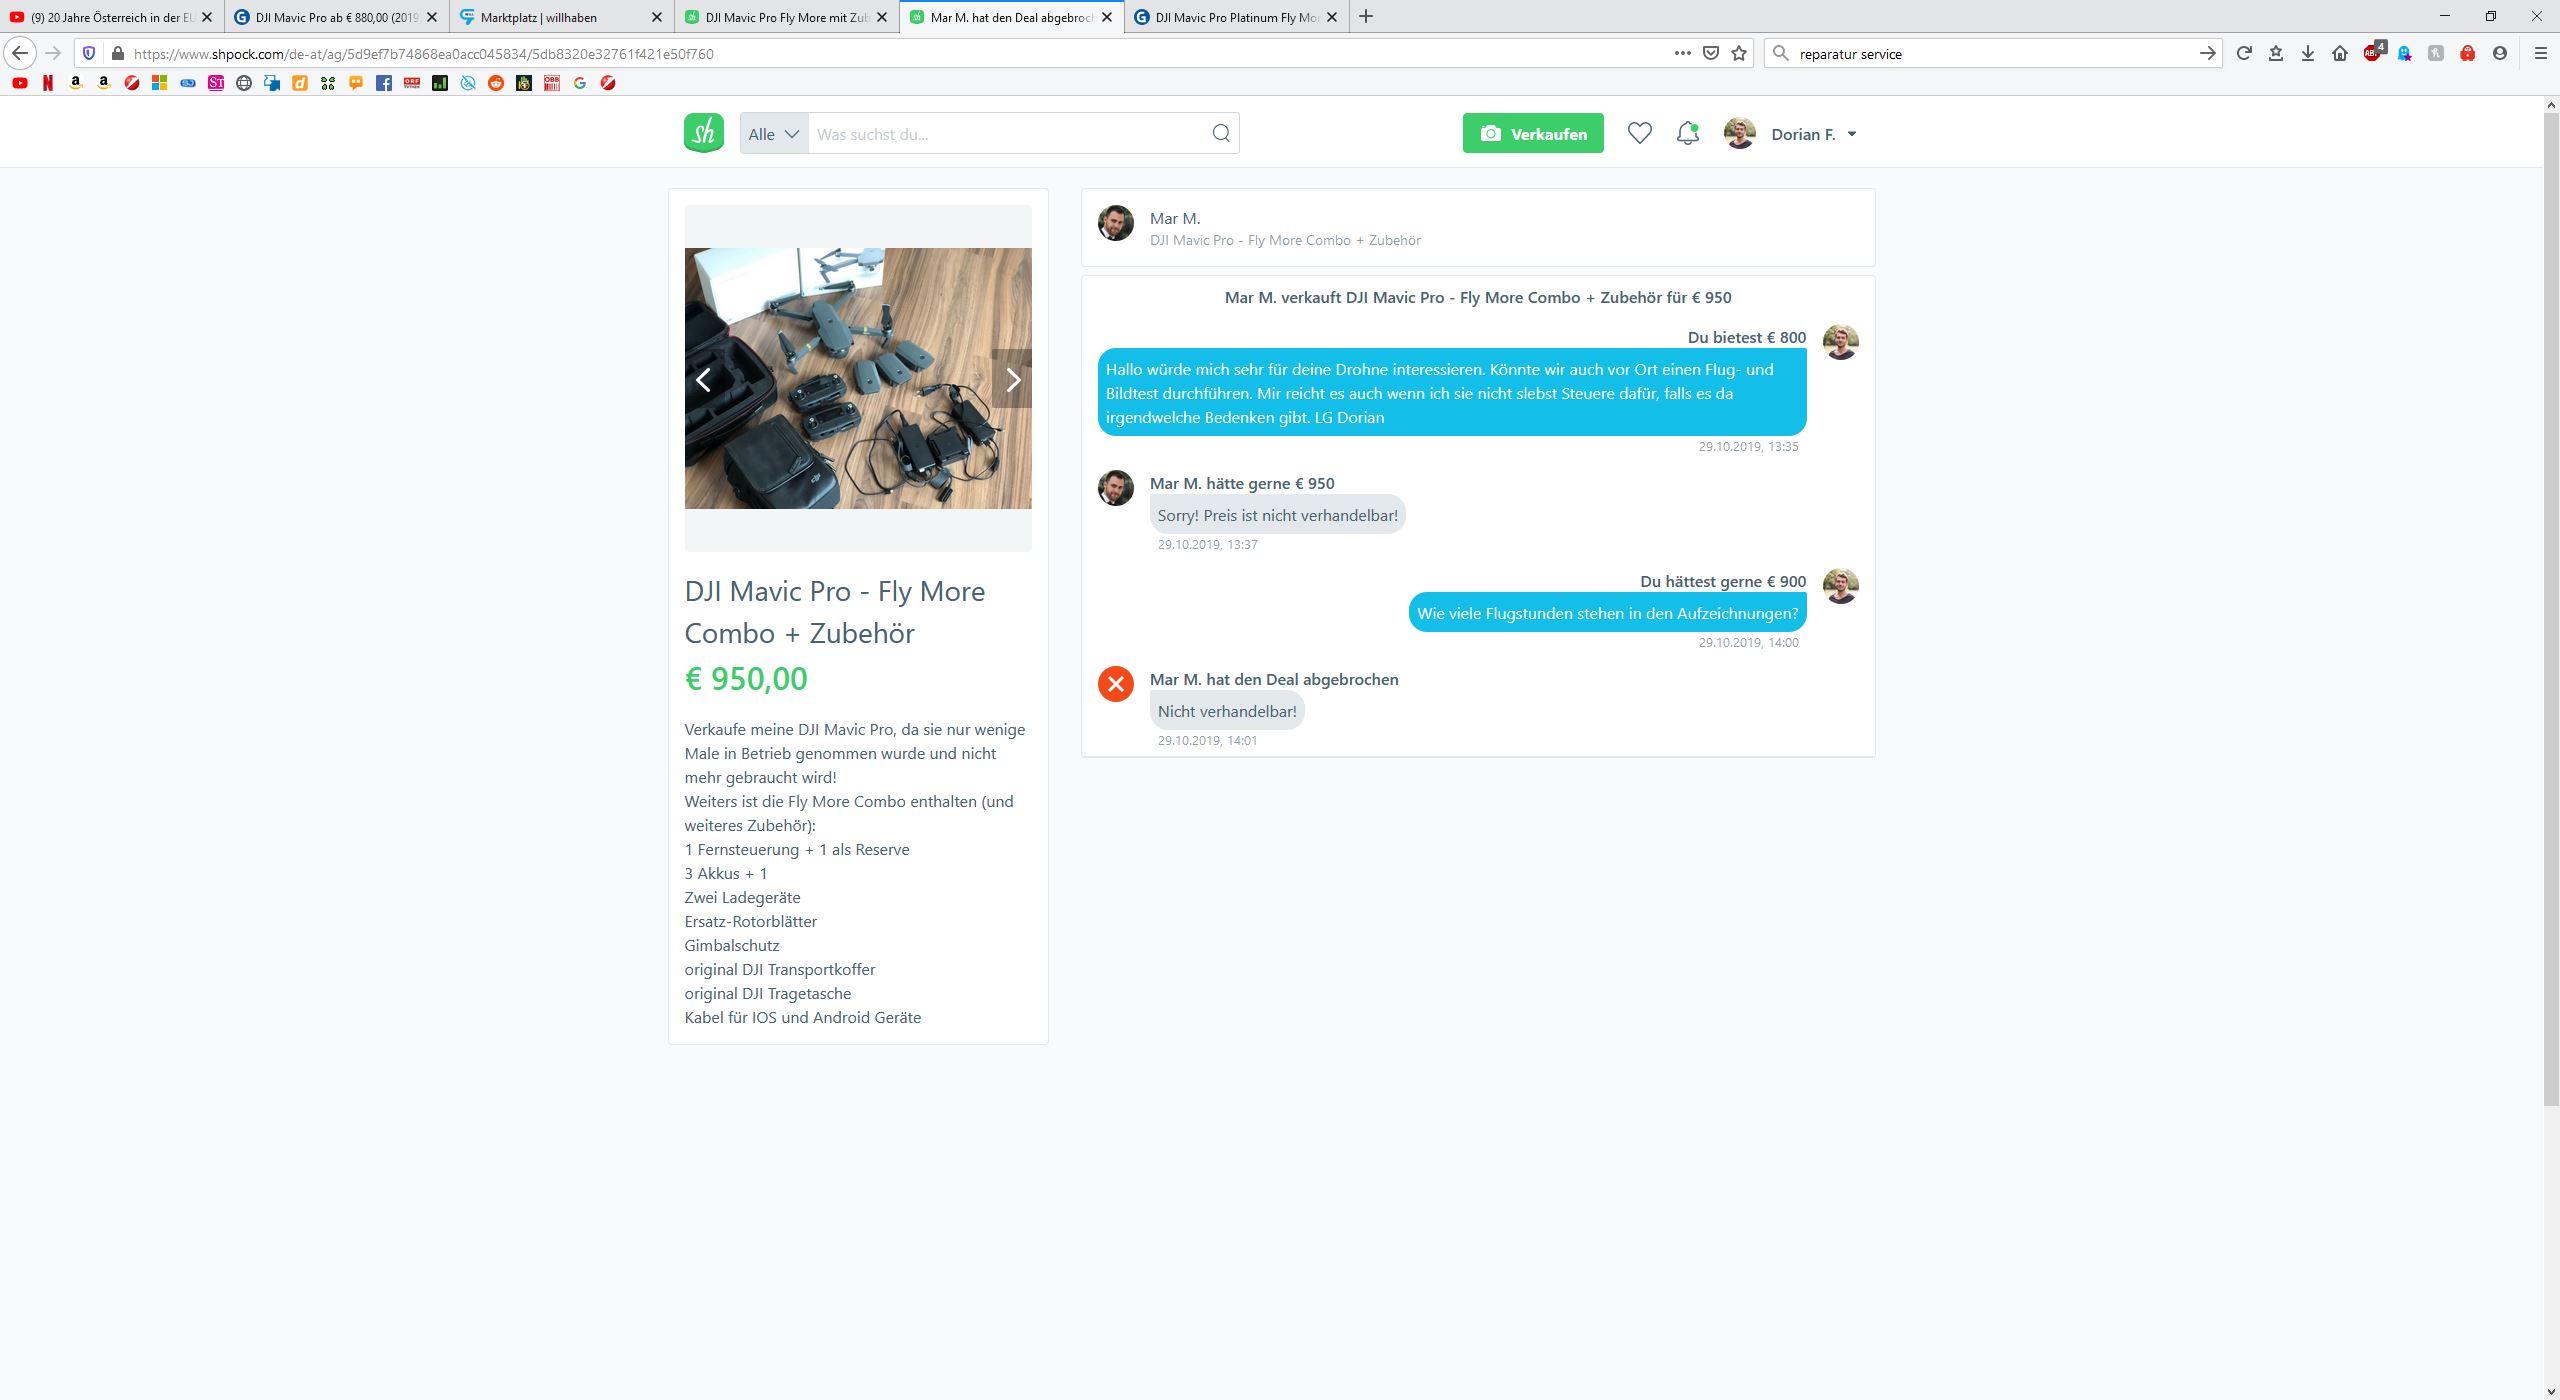 (9) 20 Jahre Österreich in der EU
DJI Mavic Pro ab € 880,00 (2019
Marktplatz | willhaben
DJI Mavic Pro Fly More mit Zub
Mar M. hat den Deal abgebroch
DJI Mavic Pro Platinum Fly Mo
https://www.shpock.com/de-at/ag/5d9ef7b74868ea0acc045834/5db8320e32761f421e50f760
reparatur service
4
sh
Alle
Was suchst du...
Verkaufen
Dorian F.
Mar M.
DJI Mavic Pro - Fly More Combo + Zubehör
Mar M. verkauft DJI Mavic Pro - Fly More Combo + Zubehör für € 950
Du bietest € 800
Hallo würde mich sehr für deine Drohne interessieren. Könnte wir auch vor Ort einen Flug- und
Bildtest durchführen. Mir reicht es auch wenn ich sie nicht slebst Steuere dafür, falls es da
irgendwelche Bedenken gibt. LG Dorian
29.10.2019, 13:35
Mar M. hätte gerne € 950
Sorry! Preis ist nicht verhandelbar!
29.10.2019, 13:37
Du hättest gerne € 900
Wie viele Flugstunden stehen in den Aufzeichnungen?
29.10.2019, 14:00
Mar M. hat den Deal abgebrochen
Nicht verhandelbar!
29.10.2019, 14:01
DJI Mavic Pro - Fly More
Combo + Zubehör
€ 950,00
Verkaufe meine DJI Mavic Pro, da sie nur wenige
Male in Betrieb genommen wurde und nicht
mehr gebraucht wird!
Weiters ist die Fly More Combo enthalten (und
weiteres Zubehör):
1 Fernsteuerung + 1 als Reserve
3 Akkus + 1
Zwei Ladegeräte
Ersatz-Rotorblätter
Gimbalschutz
original DJI Transportkoffer
original DJI Tragetasche
Kabel für IOS und Android Geräte